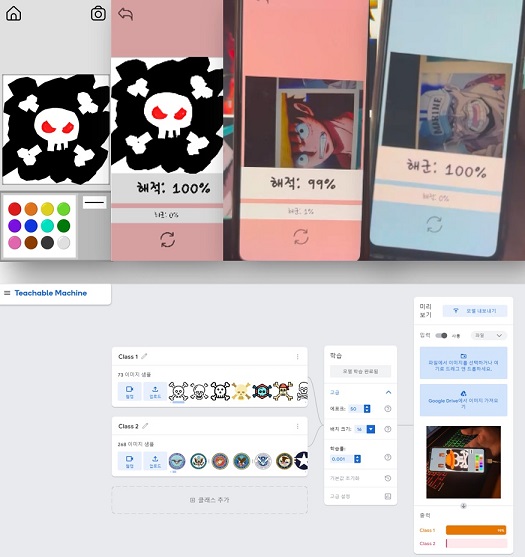 해적: 100%
해군: 0%
해적: 99%
해군: 1%
MARINE
해군: 100%
해적: 0%
Teachable Machine
Class 1
73 이미지 샘플
웹캠
업로드
Class 2
268 이미지 샘플
웹캠
업로드
클래스 추가
학습
모델 학습 완료됨
고급
에포크: 50
배치 크기: 16
학습률:
0.001
기본값 초기화
고급 설정
미리
보기
모델 내보내기
입력
사용
파일
파일에서 이미지를 선택하거나 여
기로 드래그 앤 드롭하세요.
Google Drive에서 이미지 가져오
기
출력
Class 1
Class 2